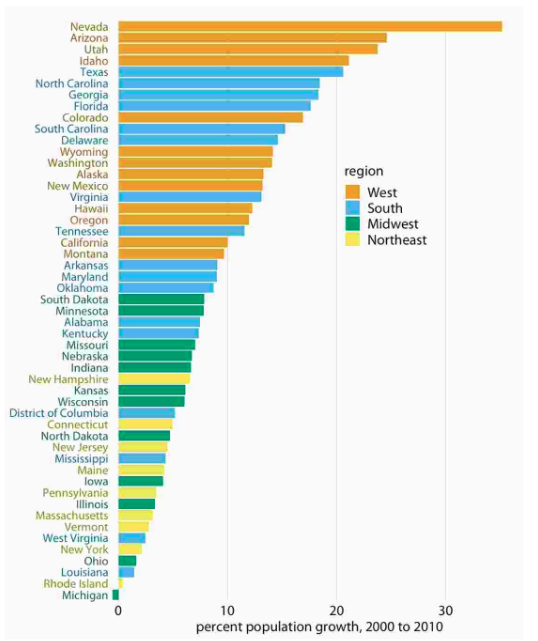 Nevada
Arizona
Utah
Idaho
Texas
North Carolina
Georgia
Florida
Colorado
South Carolina
Delaware
Wyoming
Washington
Alaska
New Mexico
Virginia
Hawaii
Oregon
Tennessee
California
Montana
Arkansas
Maryland
Oklahoma
South Dakota
Minnesota
Alabama
Kentucky
Missouri
Nebraska
Indiana
New Hampshire
Kansas
Wisconsin
District of Columbia
Connecticut
North Dakota
New Jersey
Mississippi
Maine
Iowa
Pennsylvania
Illinois
Massachusetts
Vermont
West Virginia
New York
Ohio
Louisiana
Rhode Island
Michigan
region
West
South
Midwest
Northeast
0 10 20 30
percent population growth, 2000 to 2010